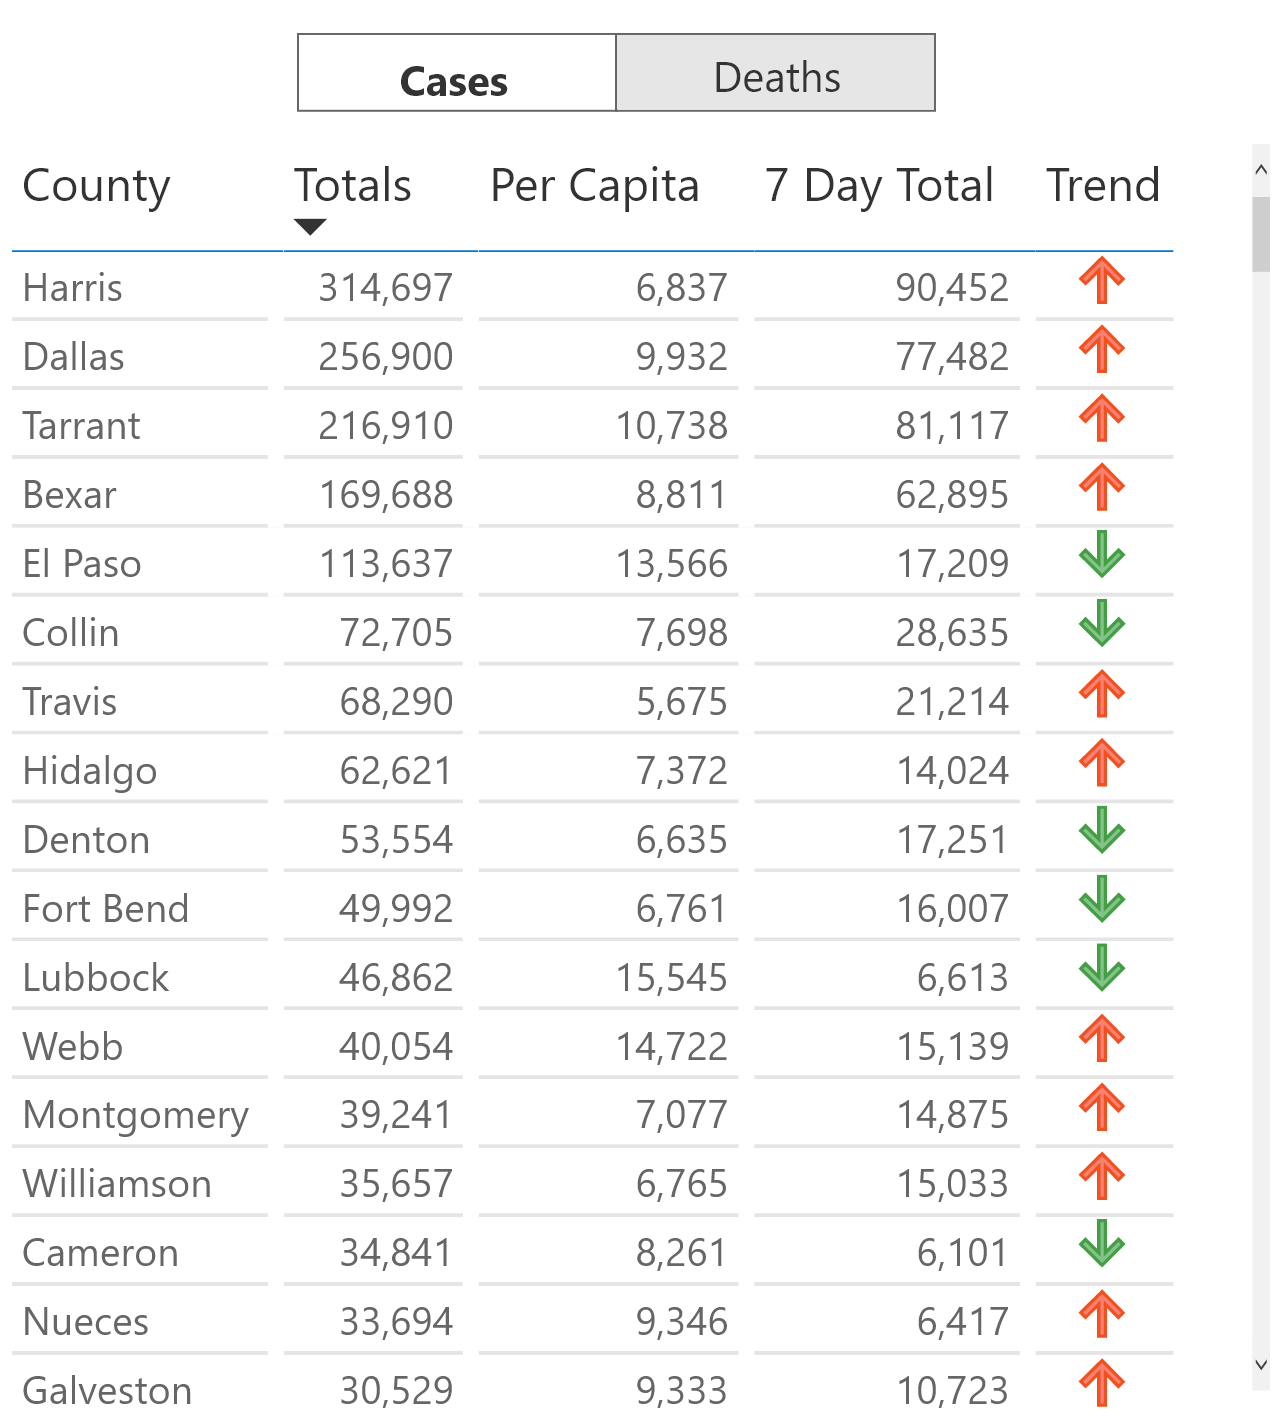 Cases Deaths
County Totals Per Capita 7 Day Total Trend
Harris 314,697 6,837 90,452
Dallas 256,900 9,932 77,482
Tarrant 216,910 10,738 81,117
Bexar 169,688 8,811 62,895
El Paso 113,637 13,566 17,209
Collin 72,705 7,698 28,635
Travis 68,290 5,675 21,214
Hidalgo 62,621 7,372 14,024
Denton 53,554 6,635 17,251
Fort Bend 49,992 6,761 16,007
Lubbock 46,862 15,545 6,613
Webb 40,054 14,722 15,139
Montgomery 39,241 7,077 14,875
Williamson 35,657 6,765 15,033
Cameron 34,841 8,261 6,101
Nueces 33,694 9,346 6,417
Galveston 30,529 9,333 10,723